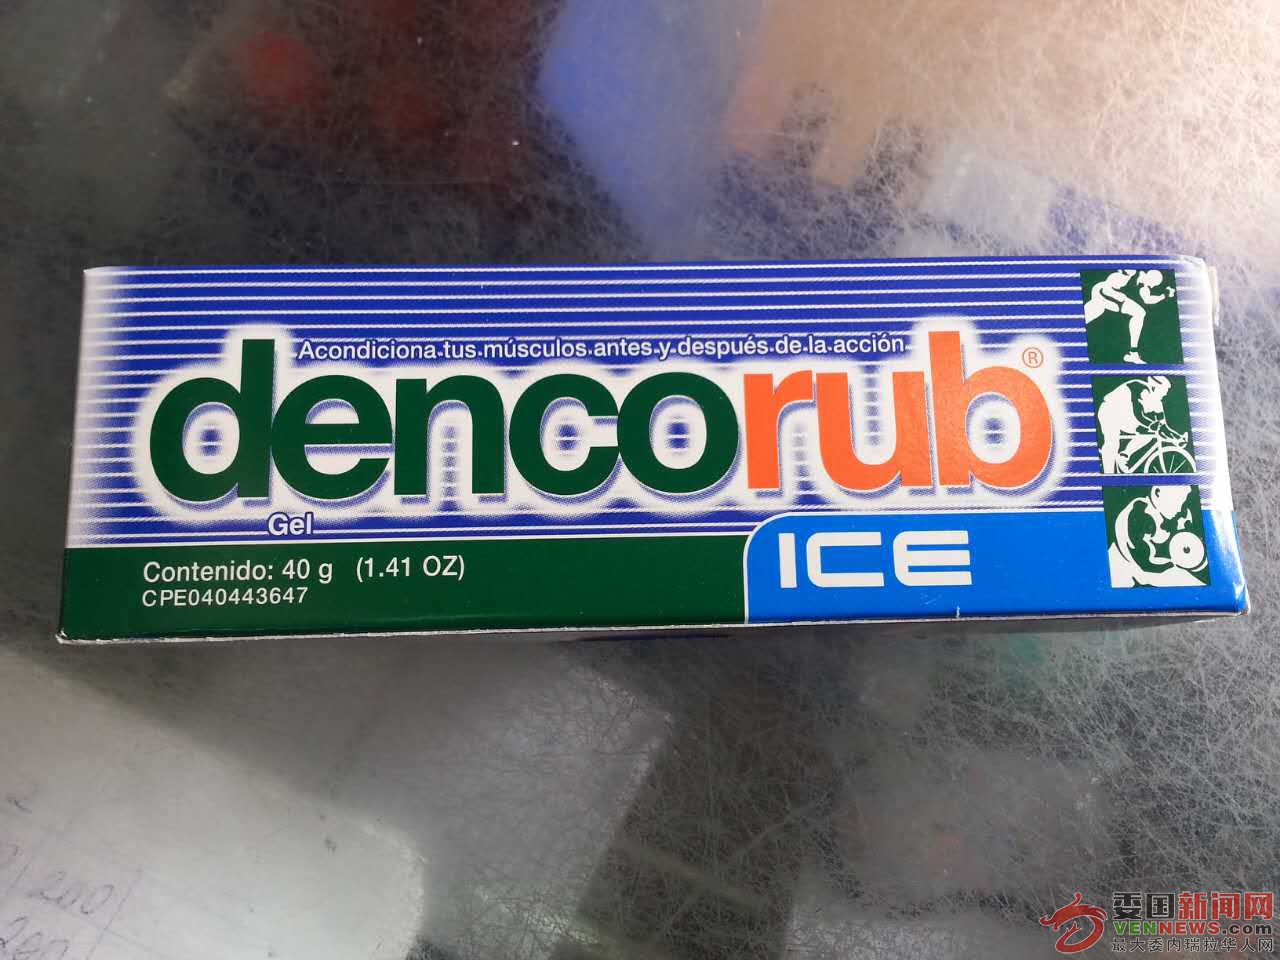 Acondiciona tus músculos antes y después de la acción
dencorub®
Gel
ICE
Contenido: 40 g (1.41 OZ)
CPE040443647
委国新闻网
VENNEWS.com
最大委内瑞拉华人网